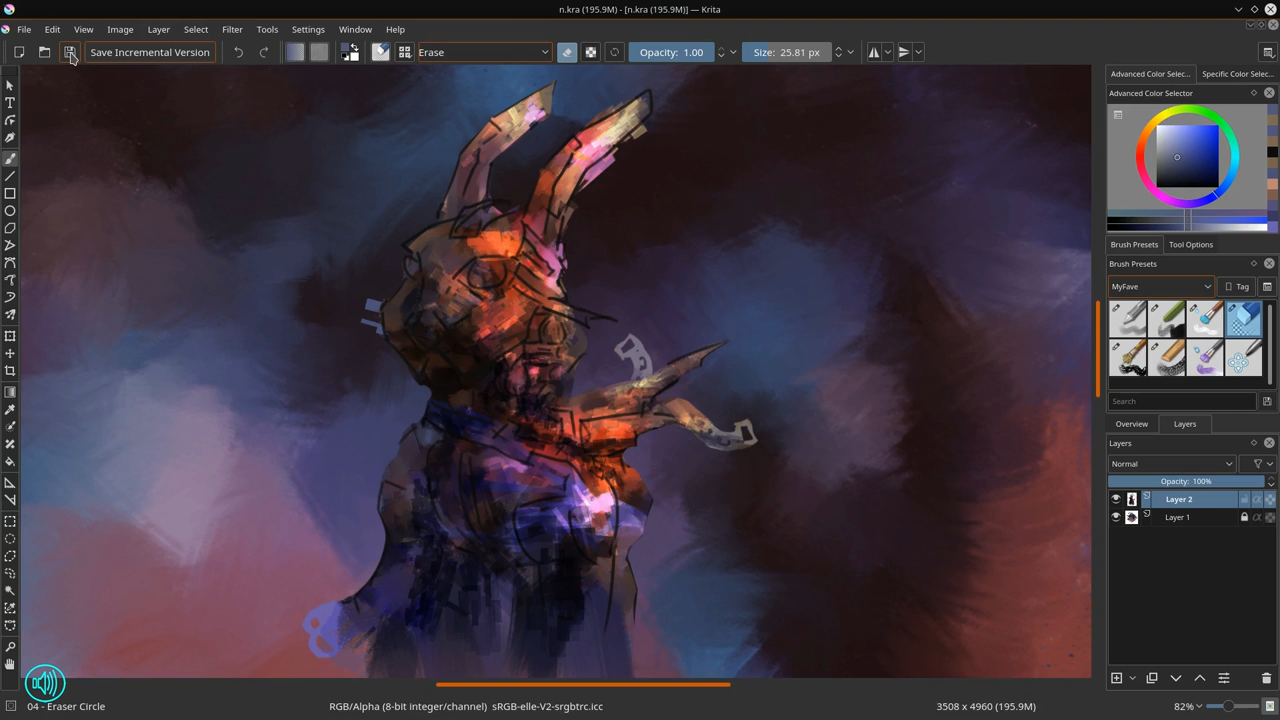 n.kra (195.9M) - [n.kra (195.9M)] — Krita
File Edit View Image Layer Select Filter Tools Settings Window Help
Save Incremental Version Erase Opacity: 1.00 Size: 25.81 px
Advanced Color Selec... Specific Color Selec...
Advanced Color Selector
Brush Presets Tool Options
Brush Presets
MyFave Tag
Search
Overview Layers
Layers
Normal
Opacity: 100%
Layer 2
Layer 1
04 - Eraser Circle RGB/Alpha (8-bit integer/channel) sRGB-elle-V2-srgbtrc.icc 3508 x 4960 (195.9M) 82%